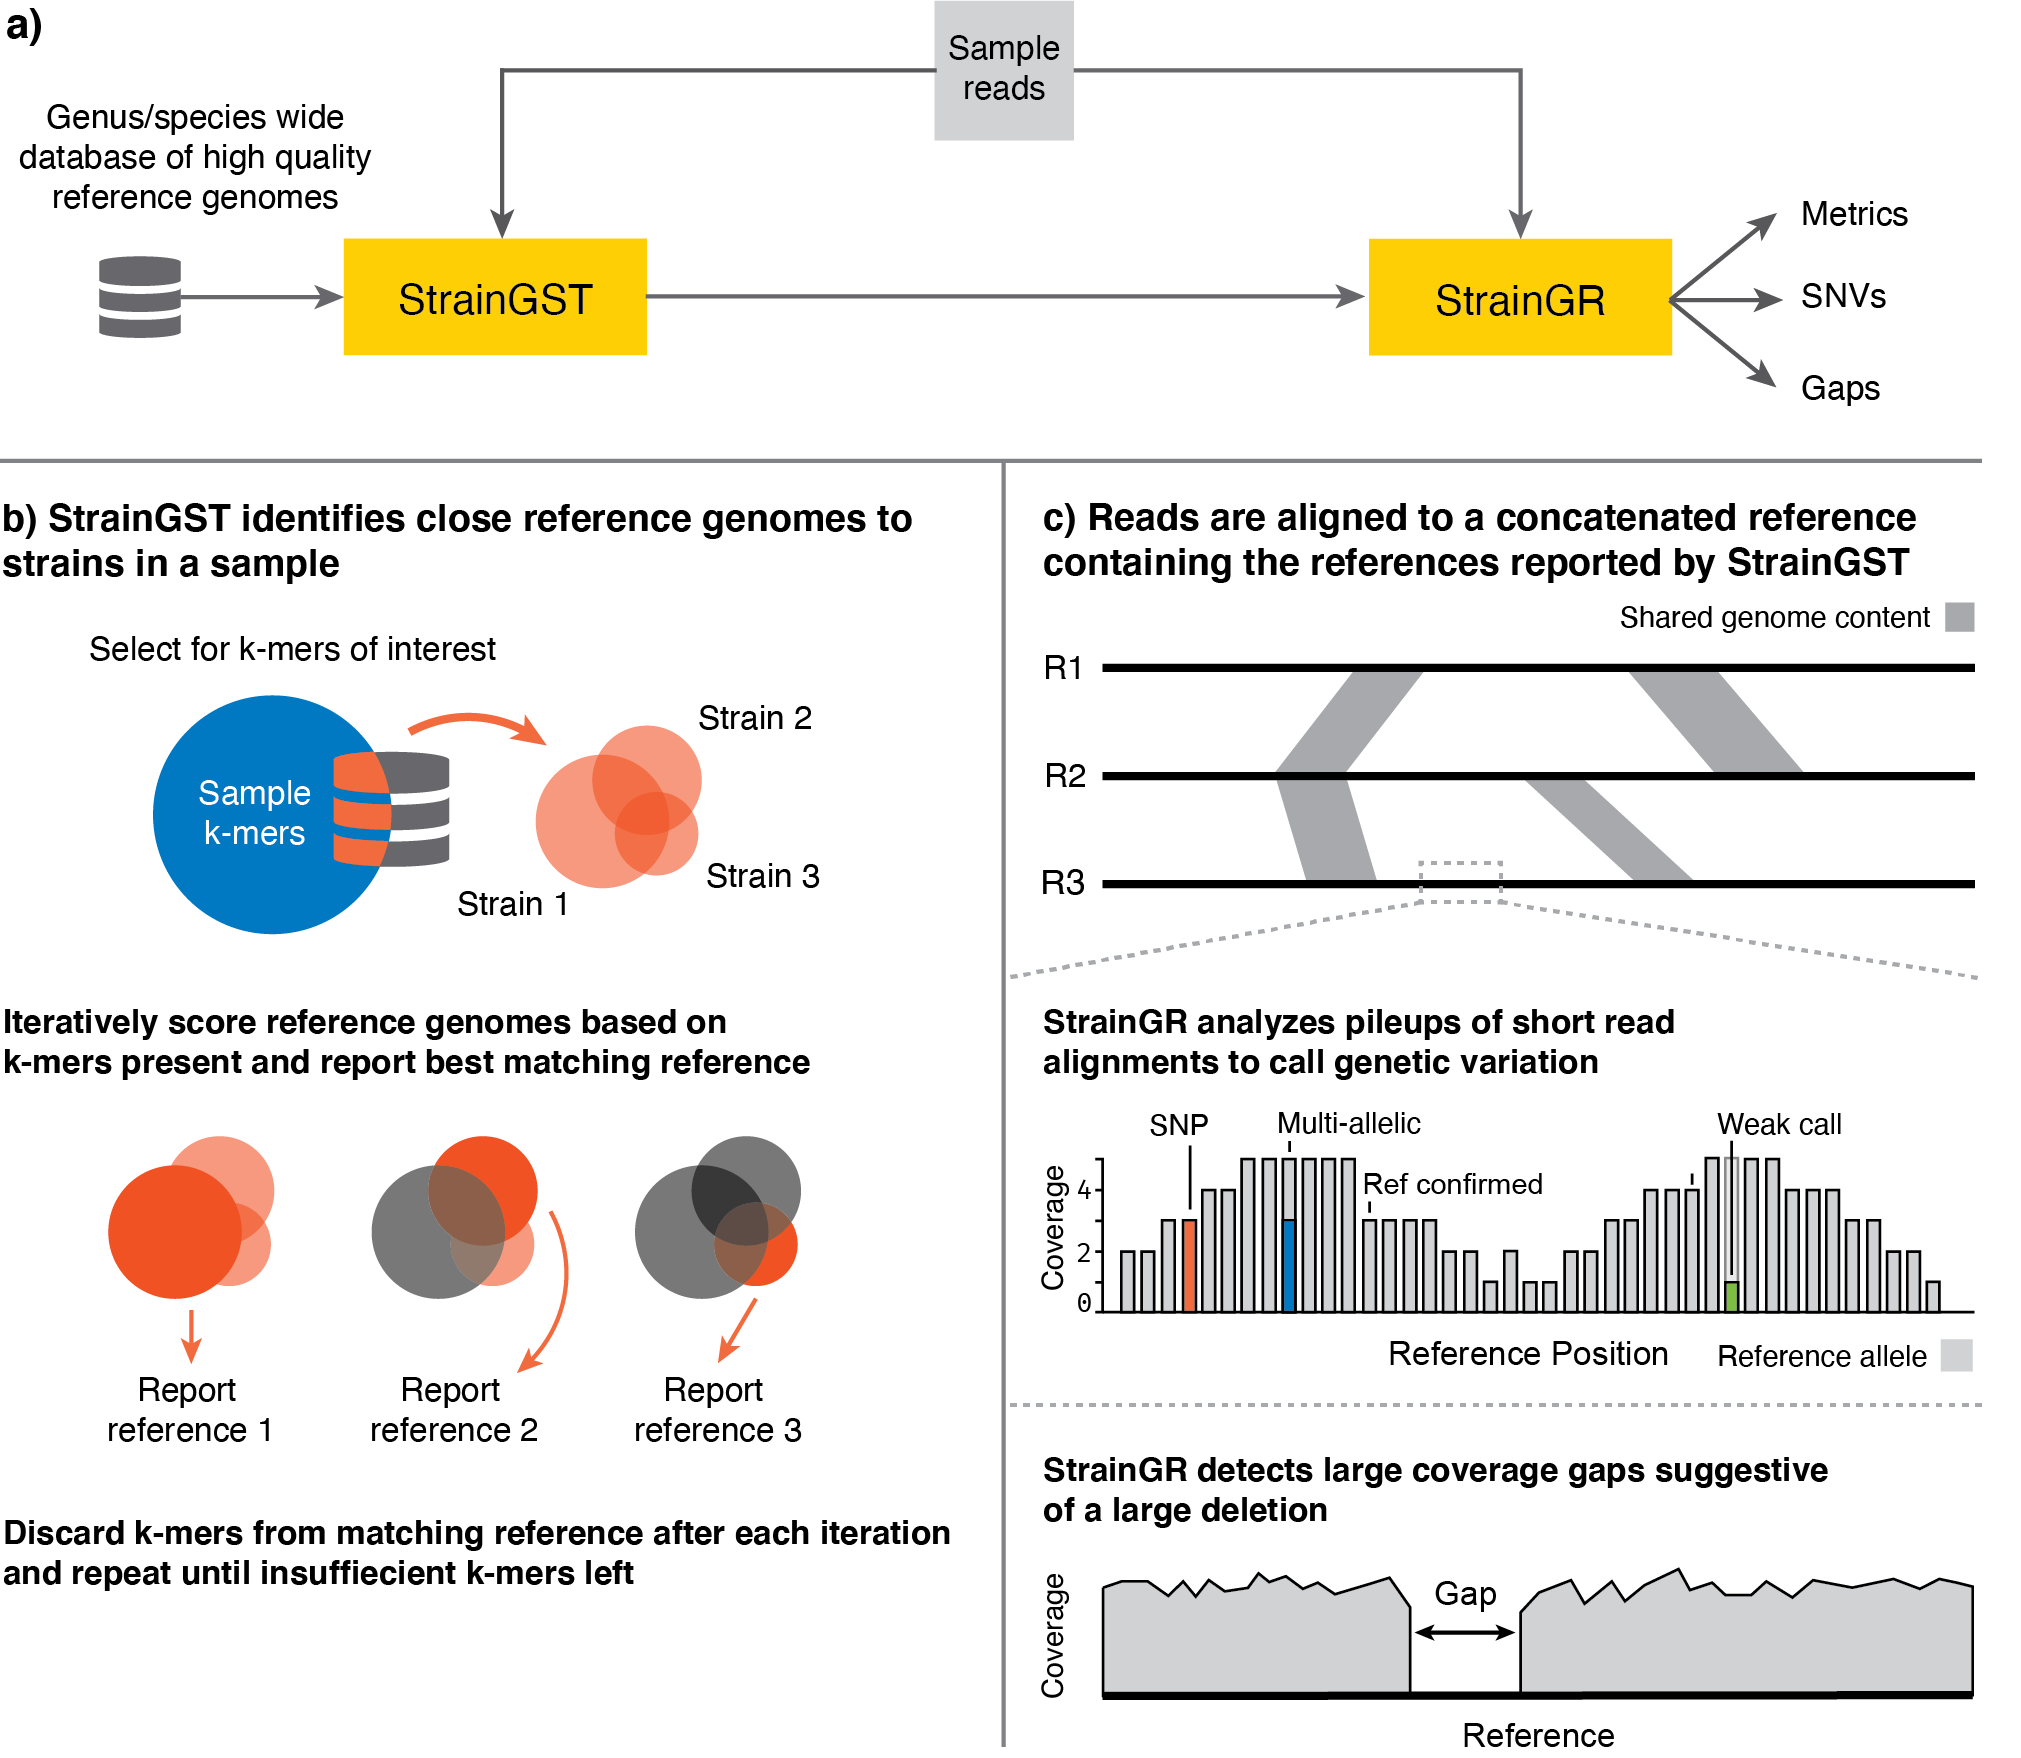 a)
Sample
reads
Genus/species wide
database of high quality
reference genomes
StrainGST
StrainGR
Metrics
SNVs
Gaps
b) StrainGST identifies close reference genomes to
strains in a sample
Select for k-mers of interest
Sample
k-mers
Strain 2
Strain 3
Strain 1
Iteratively score reference genomes based on
k-mers present and report best matching reference
Report
reference 1
Report
reference 2
Report
reference 3
Discard k-mers from matching reference after each iteration
and repeat until insuffiecient k-mers left
c) Reads are aligned to a concatenated reference
containing the references reported by StrainGST
Shared genome content
R1
R2
R3
StrainGR analyzes pileups of short read
alignments to call genetic variation
SNP
Multi-allelic
Weak call
Ref confirmed
Coverage
4
2
0
Reference Position
Reference allele
StrainGR detects large coverage gaps suggestive
of a large deletion
Coverage
Gap
Reference